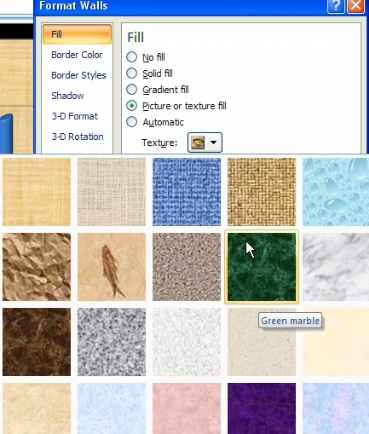 Format Walls
?
Fill
Border Color
Border Styles
Shadow
3-D Format
3-D Rotation
Fill
No fill
Solid fill
Gradient fill
Picture or texture fill
Automatic
Texture:
Green marble